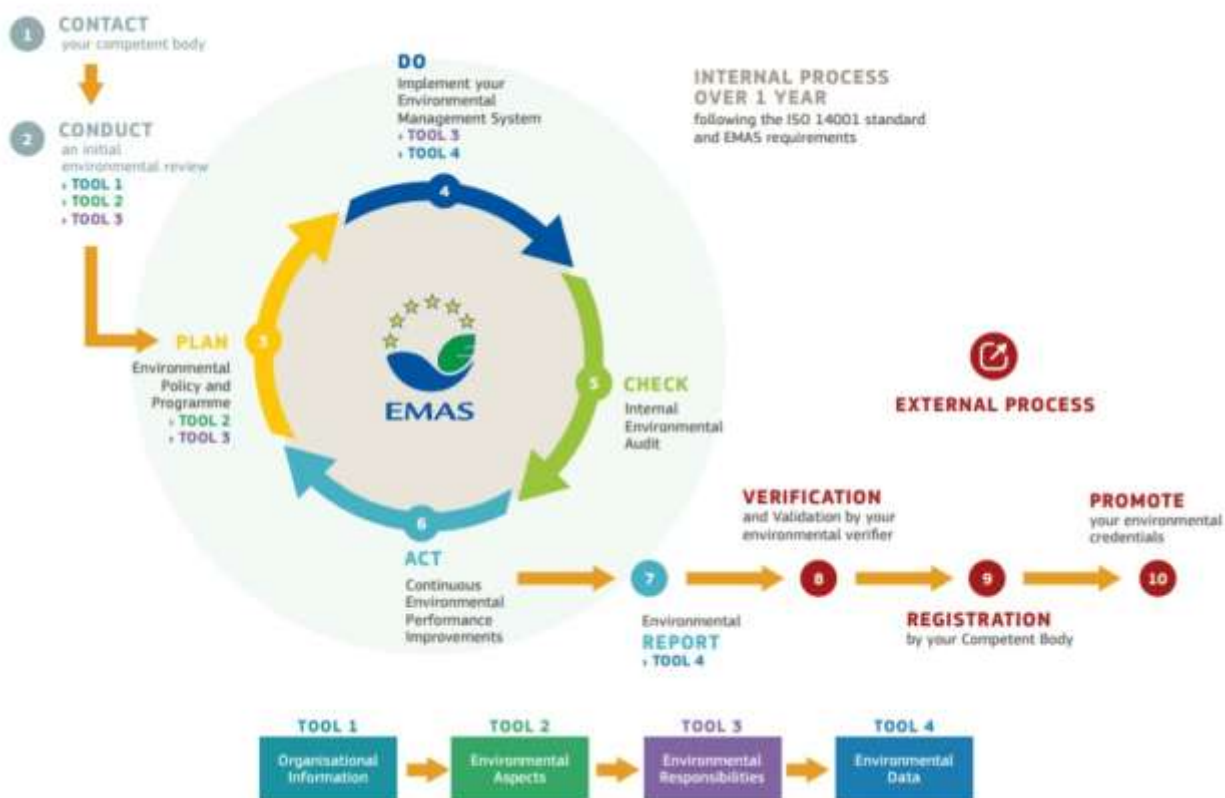 1
CONTACT
your competent body
2
CONDUCT
an initial
environmental review
› TOOL 1
› TOOL 2
› TOOL 3
DO
Implement your
Environmental
Management System
› TOOL 3
› TOOL 4
4
INTERNAL PROCESS
OVER 1 YEAR
following the ISO 14001 standard
and EMAS requirements
PLAN
3
Environmental
Policy and
Programme
› TOOL 2
› TOOL 3
EMAS
5
CHECK
Internal
Environmental
Audit
EXTERNAL PROCESS
6
ACT
Continuous
Environmental
Performance
Improvements
7
Environmental
REPORT
› TOOL 4
VERIFICATION
and Validation by your
environmental verifier
8
9
REGISTRATION
by your Competent Body
PROMOTE
your environmental
credentials
10
TOOL 1
Organisational
Information
TOOL 2
Environmental
Aspects
TOOL 3
Environmental
Responsibilities
TOOL 4
Environmental
Data